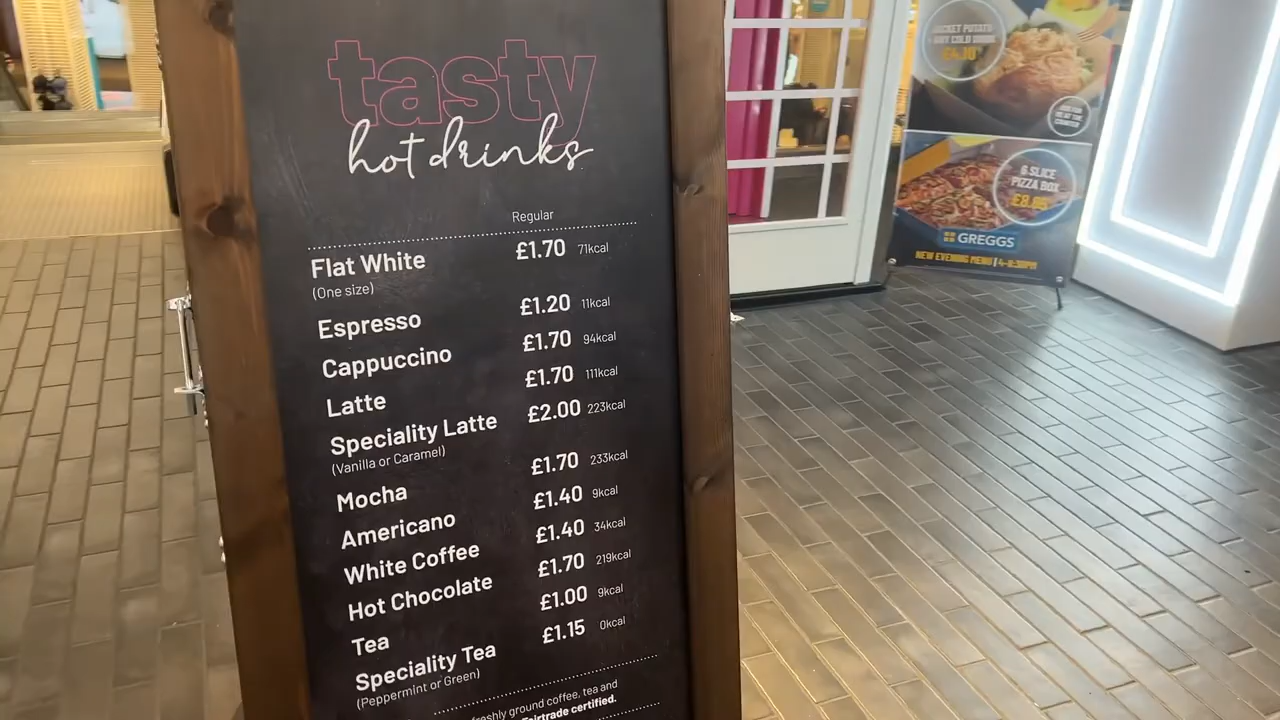 tasty
hot drinks
Regular
Flat White £1.70 71kcal
(One size)
Espresso £1.20 11kcal
Cappuccino £1.70 94kcal
Latte £1.70 111kcal
Speciality Latte £2.00 223kcal
(Vanilla or Caramel)
Mocha £1.70 233kcal
Americano £1.40 9kcal
White Coffee £1.40 34kcal
Hot Chocolate £1.70 219kcal
Tea £1.00 9kcal
Speciality Tea £1.15 0kcal
(Peppermint or Green)
freshly ground coffee, tea and
Fairtrade certified.
JACKET POTATO
ANY COLD DRINK
6 SLICE
PIZZA BOX
GREGGS
NEW EVENING MENU